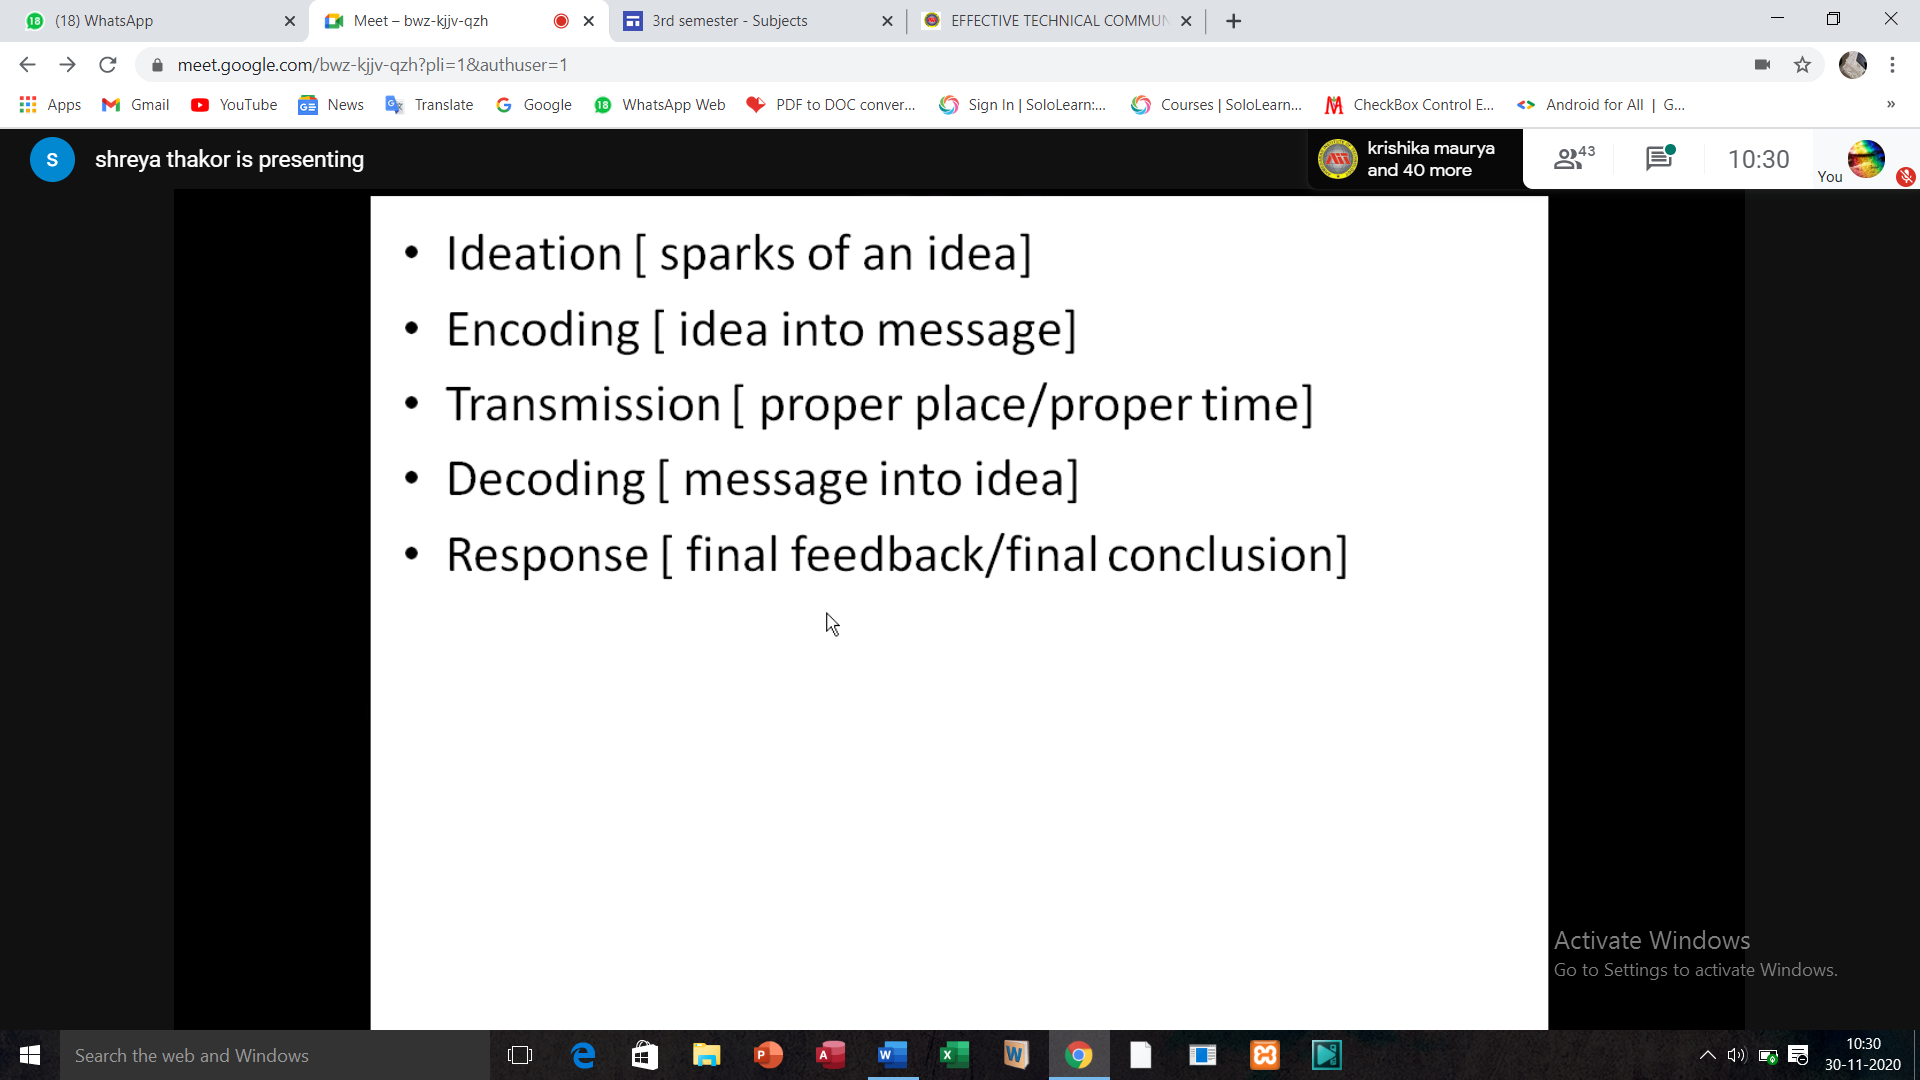 (18) WhatsApp
Meet – bwz-kjjv-qzh
3rd semester - Subjects
EFFECTIVE TECHNICAL COMMUN
meet.google.com/bwz-kjjv-qzh?pli=1&authuser=1
Apps
Gmail
YouTube
News
Translate
Google
18
WhatsApp Web
PDF to DOC conver...
Sign In | SoloLearn:...
Courses | SoloLearn...
CheckBox Control E...
Android for All | G...
»
S
shreya thakor is presenting
krishika maurya
and 40 more
43
10:30
You
• Ideation [ sparks of an idea]
• Encoding [ idea into message]
• Transmission [ proper place/proper time]
• Decoding [ message into idea]
• Response [ final feedback/final conclusion]
Activate Windows
Go to Settings to activate Windows.
Search the web and Windows
10:30
30-11-2020